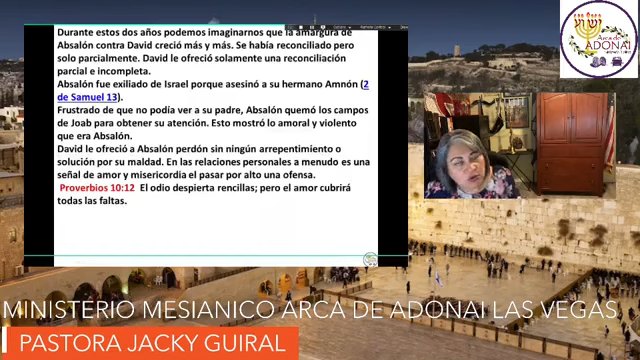 Durante estos dos años podemos imaginarnos que la amargura de
Absalón contra David creció más y más. Se había reconciliado pero
solo parcialmente. David le ofreció solamente una reconciliación
parcial e incompleta.
Absalón fue exiliado de Israel porque asesinó a su hermano Amnón (2
de Samuel 13).
Frustrado de que no podía ver a su padre, Absalón quemó los campos
de Joab para obtener su atención. Esto mostró lo amoral y violento
que era Absalón.
David le ofreció a Absalón perdón sin ningún arrepentimiento o
solución por su maldad. En las relaciones personales a menudo es una
señal de amor y misericordia el pasar por alto una ofensa.
Proverbios 10:12 El odio despierta rencillas; pero el amor cubrirá
todas las faltas.
Arca de
ADONAI
MINISTERIO MESIANICO ARCA DE ADONAI LAS VEGAS
PASTORA JACKY GUIRAL